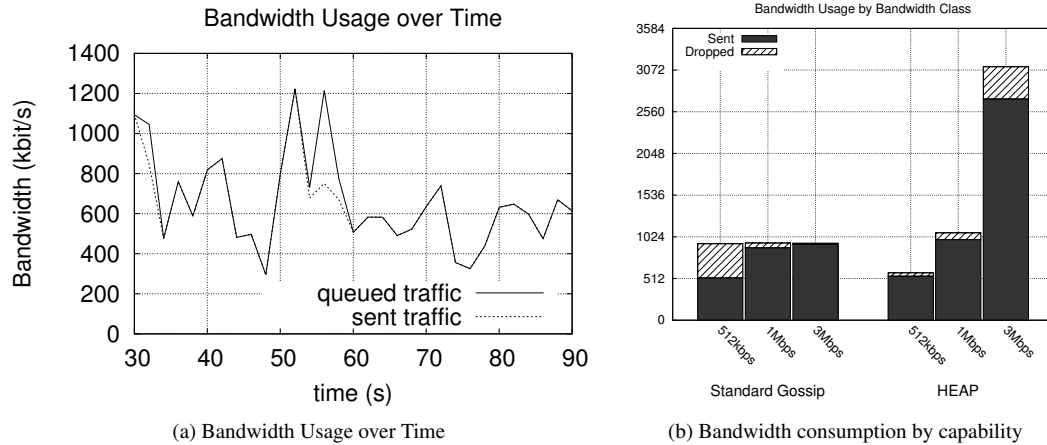 Bandwidth Usage over Time
Bandwidth (kbit/s)
1400
1200
1000
800
600
400
200
0
queued traffic
sent traffic
30 40 50 60 70 80 90
time (s)
(a) Bandwidth Usage over Time
Bandwidth Usage by Bandwidth Class
3584
3072
2560
2048
1536
1024
512
0
Sent
Dropped
512kbps 1Mbps 3Mbps 512kbps 1Mbps 3Mbps
Standard Gossip HEAP
(b) Bandwidth consumption by capability